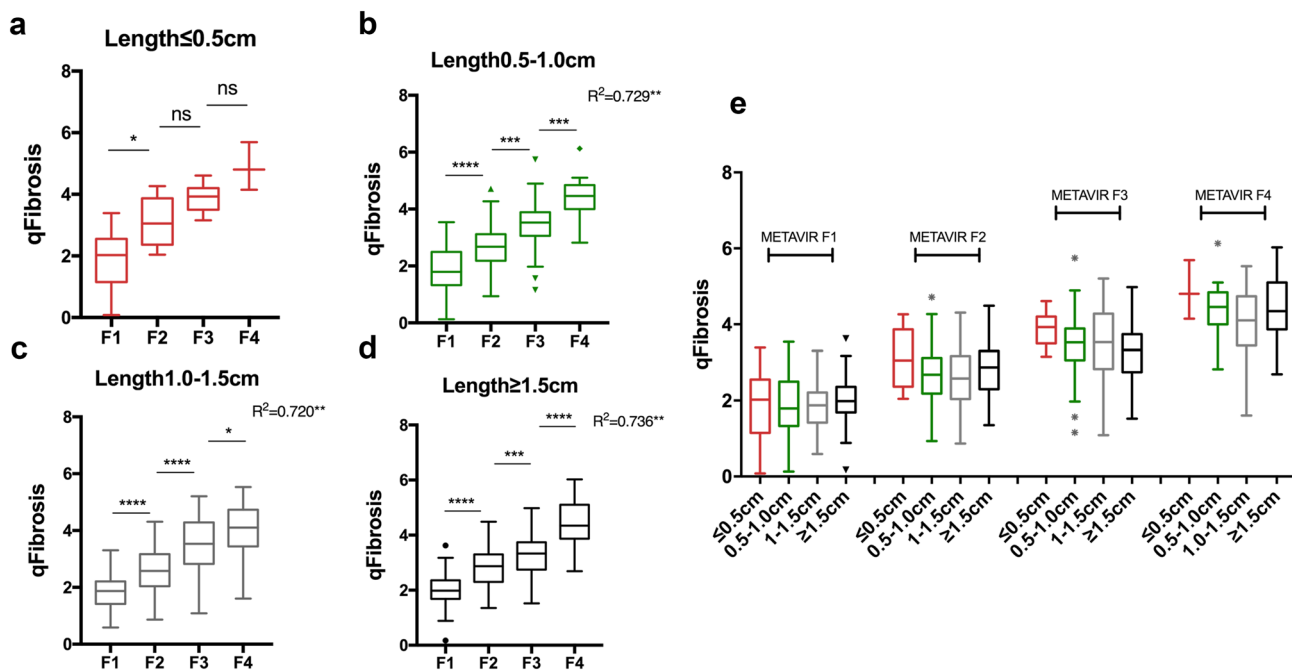 a
Length≤0.5cm
8
6
4
2
0
qFibrosis
*
ns
ns
F1 F2 F3 F4
b
Length0.5-1.0cm
R²=0.729**
8
6
4
2
0
qFibrosis
****
***
***
F1 F2 F3 F4
c
Length1.0-1.5cm
R²=0.720**
8
6
4
2
0
qFibrosis
****
****
*
F1 F2 F3 F4
d
Length≥1.5cm
R²=0.736**
8
6
4
2
0
qFibrosis
****
***
****
F1 F2 F3 F4
e
8
6
4
2
0
qFibrosis
METAVIR F1
METAVIR F2
METAVIR F3
METAVIR F4
≤0.5cm
0.5-1.0cm
1-1.5cm
≥1.5cm
≤0.5cm
0.5-1.0cm
1-1.5cm
≥1.5cm
≤0.5cm
0.5-1.0cm
1-1.5cm
≥1.5cm
≤0.5cm
0.5-1.0cm
1.0-1.5cm
≥1.5cm